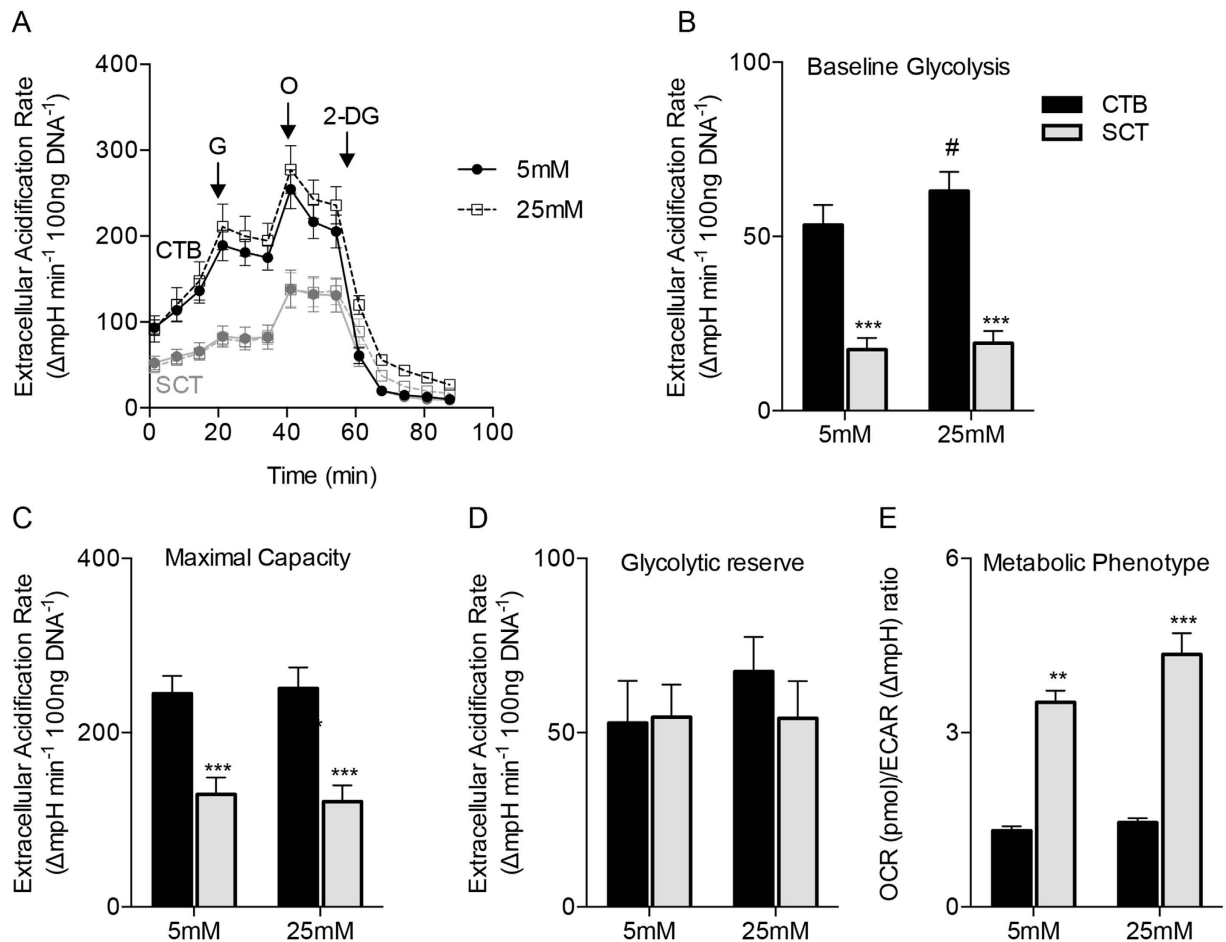 A
Extracellular Acidification Rate
(ΔmpH min⁻¹ 100ng DNA⁻¹)
400
300
200
100
0
G
O
2-DG
CTB
SCT
0
20
40
60
80
100
Time (min)
5mM
25mM
B
Extracellular Acidification Rate
(ΔmpH min⁻¹ 100ng DNA⁻¹)
Baseline Glycolysis
100
50
0
#
***
***
5mM
25mM
CTB
SCT
C
Extracellular Acidification Rate
(ΔmpH min⁻¹ 100ng DNA⁻¹)
Maximal Capacity
400
200
0
***
*
***
5mM
25mM
D
Extracellular Acidification Rate
(ΔmpH min⁻¹ 100ng DNA⁻¹)
Glycolytic reserve
100
50
0
5mM
25mM
E
OCR (pmol)/ECAR (ΔmpH) ratio
Metabolic Phenotype
6
3
0
**
***
5mM
25mM